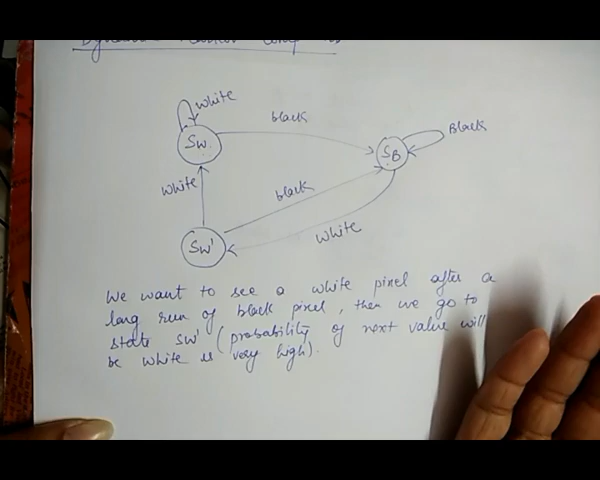 white
black
Sw
SB
Black
white
black
Sw'
white
We want to see a white pixel after a
long run of black pixel, then we go to
state SW' (probability of next value will
be white is very high).